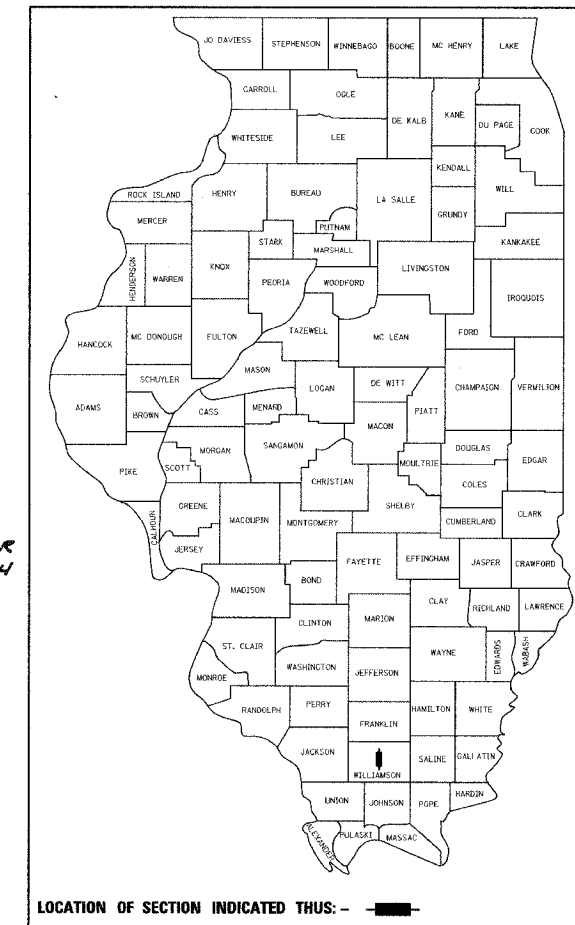 JO DAVIESS STEPHENSON WINNEBAGO BOONE MC HENRY LAKE
CARROLL OGLE DE KALB KANE DU PAGE COOK
WHITESIDE LEE
KENDALL WILL
ROCK ISLAND HENRY BUREAU LA SALLE GRUNDY
MERCER PUTNAM
STARK MARSHALL KANKAKEE
HENDERSON WARREN KNOX PEORIA WOODFORD LIVINGSTON IROQUOIS
HANCOCK MC DONOUGH FULTON TAZEWELL MC LEAN FORD
MASON
SCHUYLER LOGAN DE WITT CHAMPAIGN VERMILION
ADAMS BROWN CASS MENARD MACON PIATT
PIKE SCOTT MORGAN SANGAMON MOULTRIE DOUGLAS EDGAR
CHRISTIAN COLES
CALHOUN GREENE MACOUPIN MONTGOMERY SHELBY CUMBERLAND CLARK
JERSEY FAYETTE EFFINGHAM JASPER CRAWFORD
MADISON BOND
CLAY RICHLAND LAWRENCE
CLINTON MARION
ST. CLAIR WAYNE EDWARDS WABASH
WASHINGTON JEFFERSON
MONROE
RANDOLPH PERRY HAMILTON WHITE
FRANKLIN
JACKSON WILLIAMSON SALINE GALLATIN
UNION JOHNSON POPE HARDIN
ALEXANDER PULASKI MASSAC
LOCATION OF SECTION INDICATED THUS: -